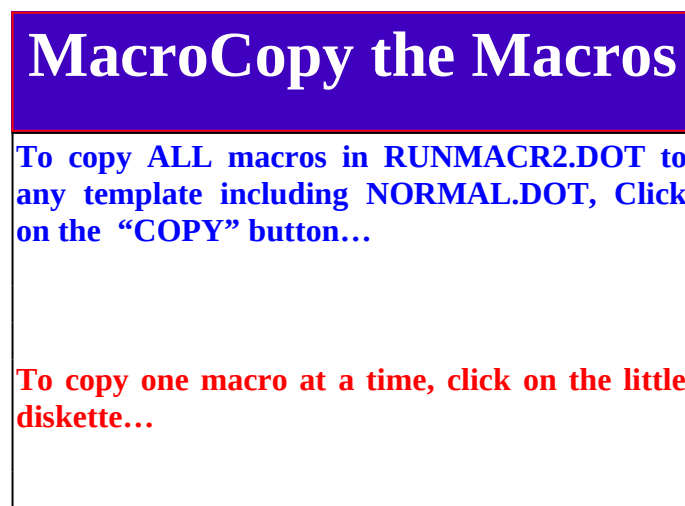 MacroCopy the Macros
To copy ALL macros in RUNMACR2.DOT to
any template including NORMAL.DOT, Click
on the “COPY” button…
To copy one macro at a time, click on the little
diskette…